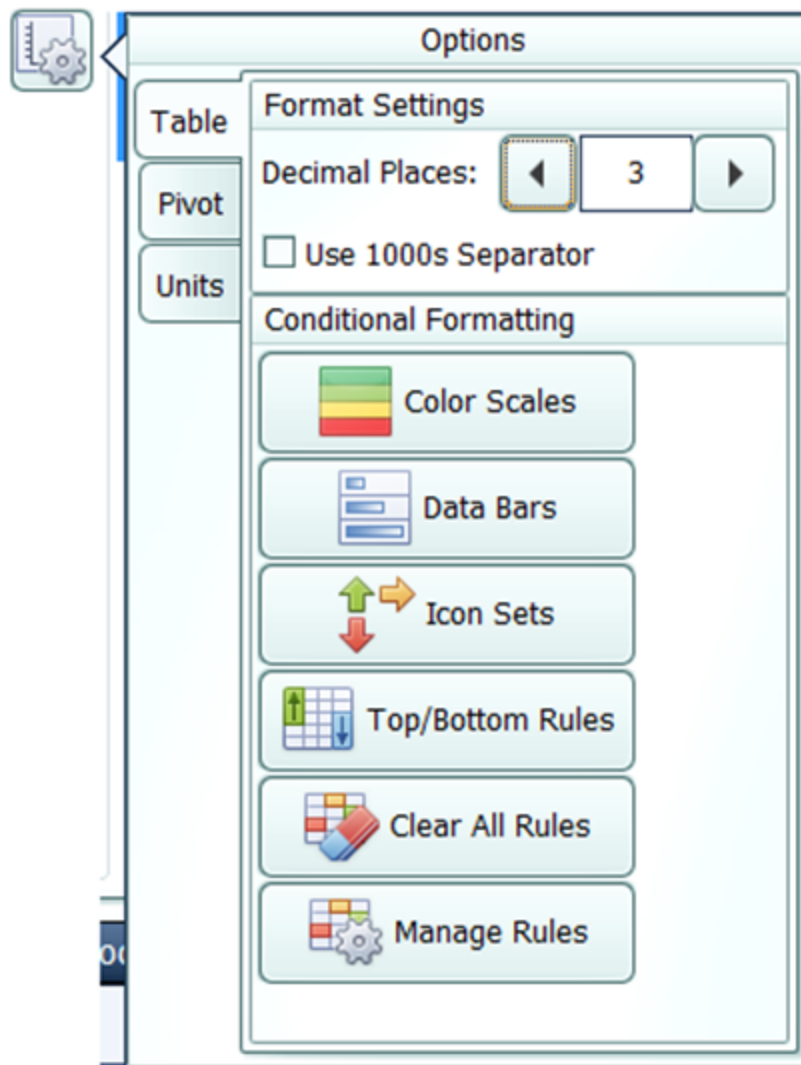 Options
Table
Format Settings
Decimal Places: 3
Pivot
Use 1000s Separator
Units
Conditional Formatting
Color Scales
Data Bars
Icon Sets
Top/Bottom Rules
Clear All Rules
Manage Rules